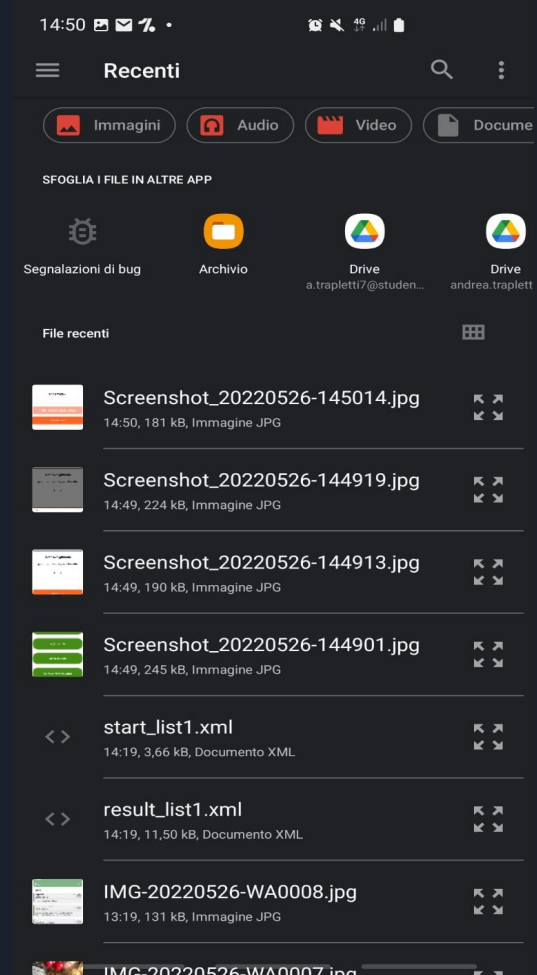 14:50
4G
Recenti
Immagini
Audio
Video
Docume
SFOGLIA I FILE IN ALTRE APP
Segnalazioni di bug
Archivio
Drive
a.trapletti7@studen...
Drive
andrea.traplett
File recenti
Screenshot_20220526-145014.jpg
14:50, 181 kB, Immagine JPG
Screenshot_20220526-144919.jpg
14:49, 224 kB, Immagine JPG
Screenshot_20220526-144913.jpg
14:49, 190 kB, Immagine JPG
Screenshot_20220526-144901.jpg
14:49, 245 kB, Immagine JPG
start_list1.xml
14:19, 3,66 kB, Documento XML
result_list1.xml
14:19, 11,50 kB, Documento XML
IMG-20220526-WA0008.jpg
13:19, 131 kB, Immagine JPG
IMG-20220526-WA0007.jpg